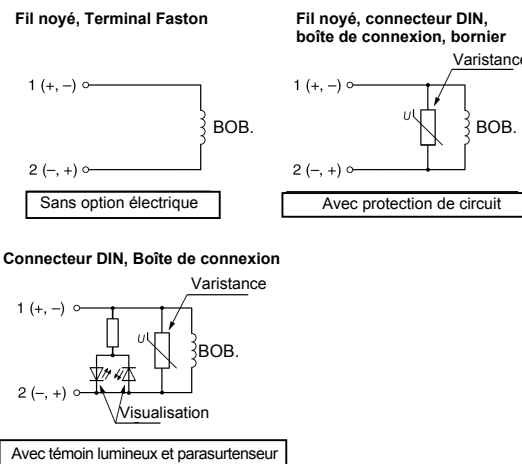 Fil noyé, Terminal Faston
1 (+, –)
BOB.
2 (–, +)
Sans option électrique
Fil noyé, connecteur DIN,
boîte de connexion, bornier
Varistance
1 (+, –)
U
BOB.
2 (–, +)
Avec protection de circuit
Connecteur DIN, Boîte de connexion
Varistance
1 (+, –)
U
BOB.
2 (–, +)
Visualisation
Avec témoin lumineux et parasurtenseur